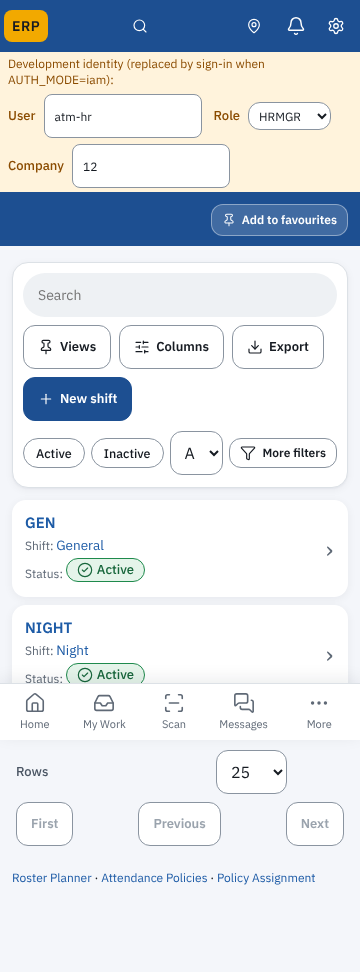 ERP
Development identity (replaced by sign-in when
AUTH_MODE=iam):
User atm-hr Role HRMGR
Company 12
Add to favourites
Search
Views Columns Export
+ New shift
Active Inactive A More filters
GEN
Shift: General
Status: Active
NIGHT
Shift: Night
Status: Active
Home My Work Scan Messages More
Rows 25
First Previous Next
Roster Planner · Attendance Policies · Policy Assignment